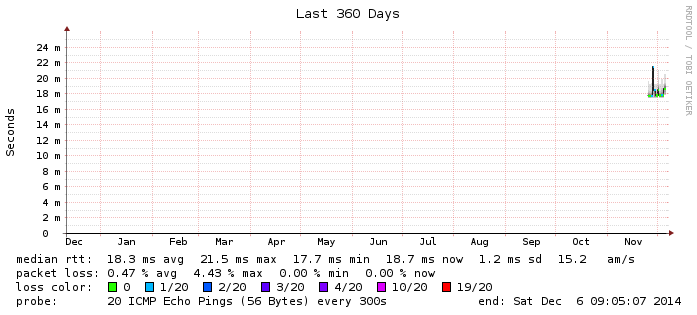 Last 360 Days
RRDTOOL / TOBI OETIKER
Seconds
24 m
22 m
20 m
18 m
16 m
14 m
12 m
10 m
8 m
6 m
4 m
2 m
0
Dec Jan Feb Mar Apr May Jun Jul Aug Sep Oct Nov
median rtt: 18.3 ms avg 21.5 ms max 17.7 ms min 18.7 ms now 1.2 ms sd 15.2 am/s
packet loss: 0.47 % avg 4.43 % max 0.00 % min 0.00 % now
loss color: 0 1/20 2/20 3/20 4/20 10/20 19/20
probe: 20 ICMP Echo Pings (56 Bytes) every 300s end: Sat Dec 6 09:05:07 2014